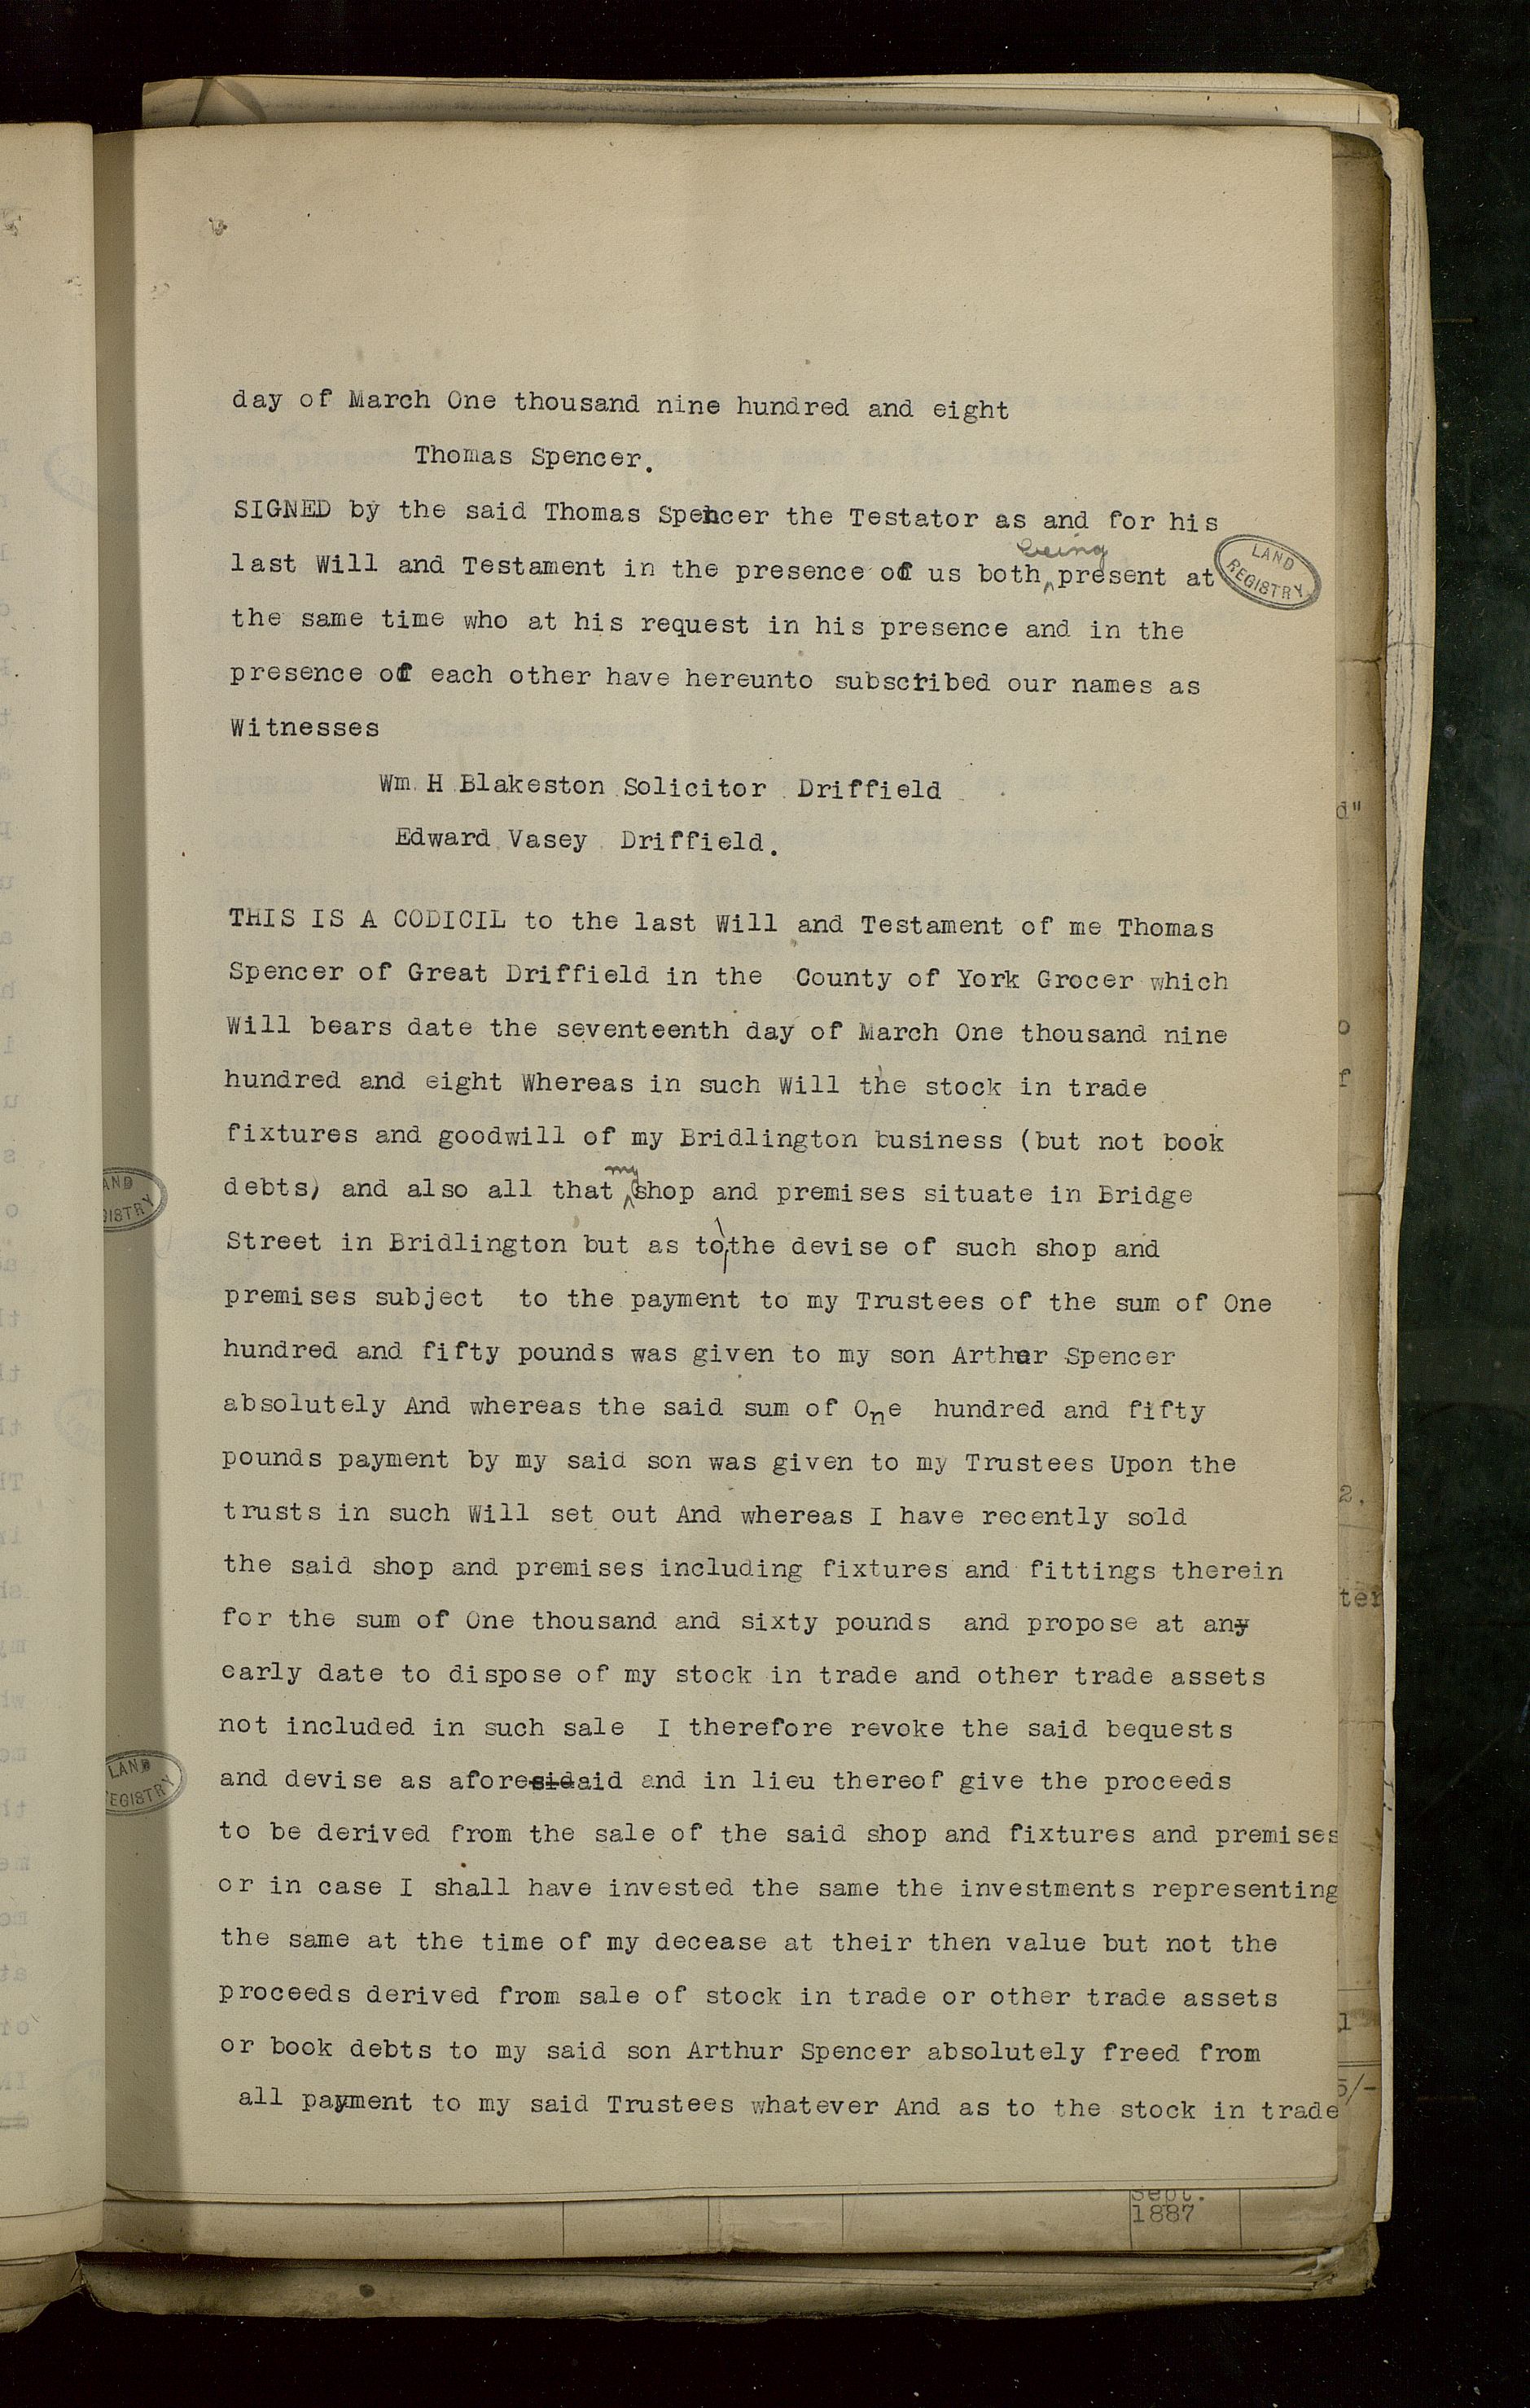 day of March One thousand nine hundred and eight
Thomas Spencer.
SIGNED by the said Thomas Spencer the Testator as and for his
last Will and Testament in the presence of us both being present at
LAND REGISTRY
the same time who at his request in his presence and in the
presence of each other have hereunto subscribed our names as
Witnesses
Wm H Blakeston Solicitor Driffield
Edward Vasey Driffield.
THIS IS A CODICIL to the last Will and Testament of me Thomas
Spencer of Great Driffield in the County of York Grocer which
Will bears date the seventeenth day of March One thousand nine
hundred and eight Whereas in such Will the stock in trade
fixtures and goodwill of my Bridlington business (but not book
debts) and also all that my shop and premises situate in Bridge
Street in Bridlington but as to the devise of such shop and
premises subject to the payment to my Trustees of the sum of One
hundred and fifty pounds was given to my son Arthur Spencer
absolutely And whereas the said sum of One hundred and fifty
pounds payment by my said son was given to my Trustees Upon the
trusts in such Will set out And whereas I have recently sold
the said shop and premises including fixtures and fittings therein
for the sum of One thousand and sixty pounds and propose at any
early date to dispose of my stock in trade and other trade assets
not included in such sale I therefore revoke the said bequests
and devise as aforesidaid and in lieu thereof give the proceeds
to be derived from the sale of the said shop and fixtures and premises
or in case I shall have invested the same the investments representing
the same at the time of my decease at their then value but not the
proceeds derived from sale of stock in trade or other trade assets
or book debts to my said son Arthur Spencer absolutely freed from
all payment to my said Trustees whatever And as to the stock in trade
LAND REGISTRY
Sept.
1887